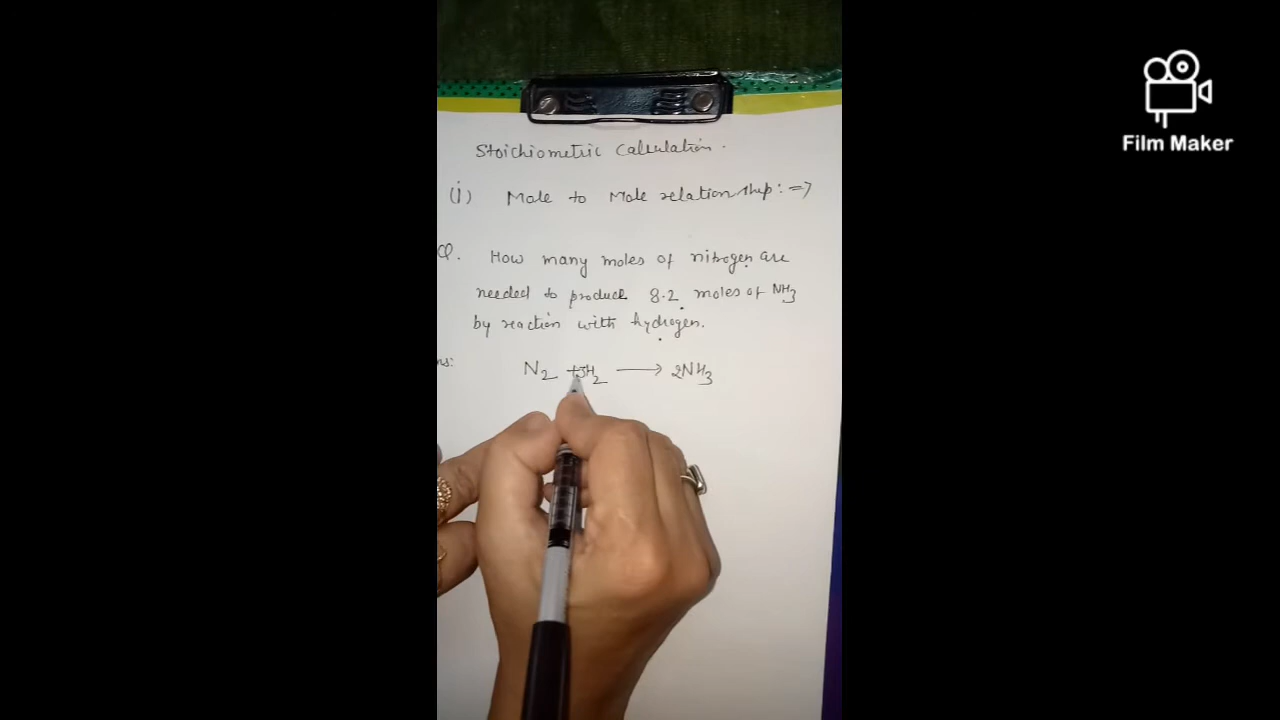 Stoichiometric Calculation.
(i) Mole to Mole relationship:=>
Q. How many moles of nitrogen are
needed to produce 8.2 moles of NH3
by reaction with hydrogen.
ns: N2 +3H2 → 2NH3
Film Maker